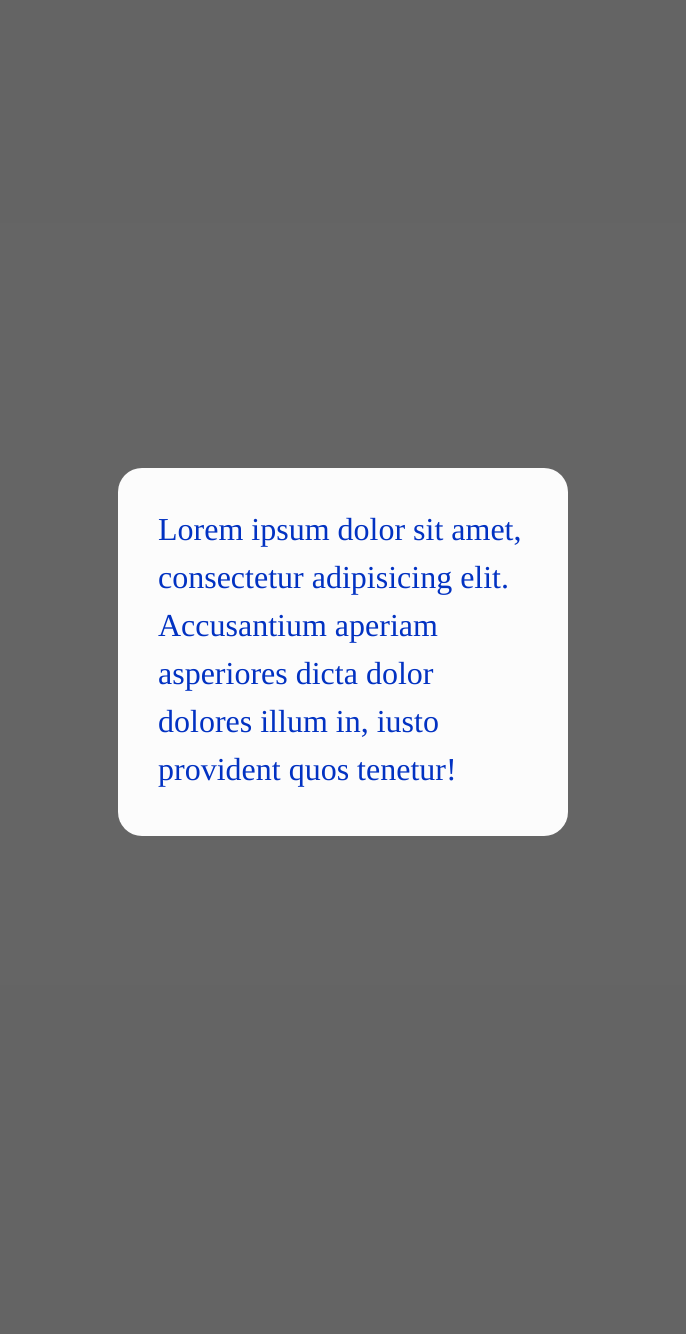 Lorem ipsum dolor sit amet,
consectetur adipisicing elit.
Accusantium aperiam
asperiores dicta dolor
dolores illum in, iusto
provident quos tenetur!